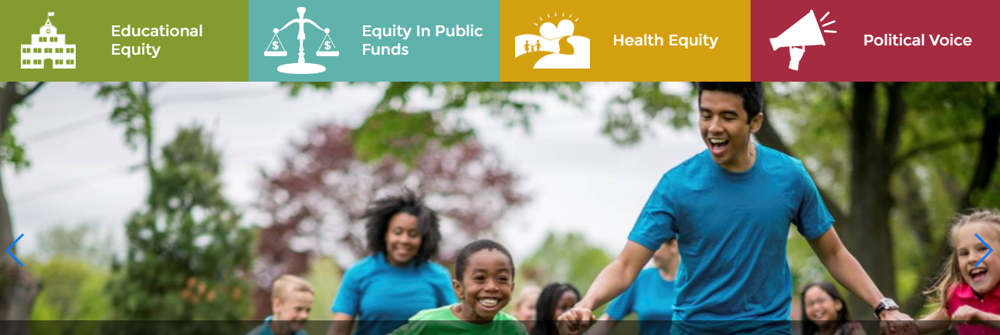 Educational
Equity
$ $
Equity In Public
Funds
Health Equity
Political Voice